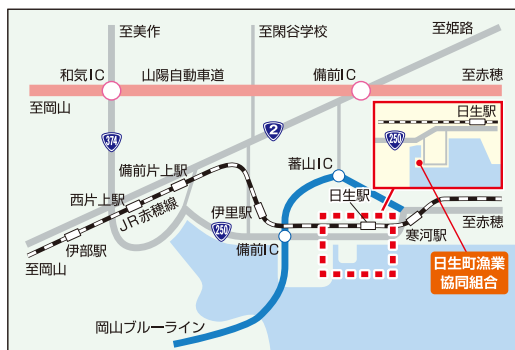 至美作
至閑谷学校
至姫路
和気IC
山陽自動車道
備前IC
至赤穂
至岡山
日生駅
250
374
2
備前片上駅
蕃山IC
西片上駅
JR赤穂線
伊里駅
日生駅
250
至赤穂
伊部駅
備前IC
寒河駅
至岡山
日生町漁業
協同組合
岡山ブルーライン